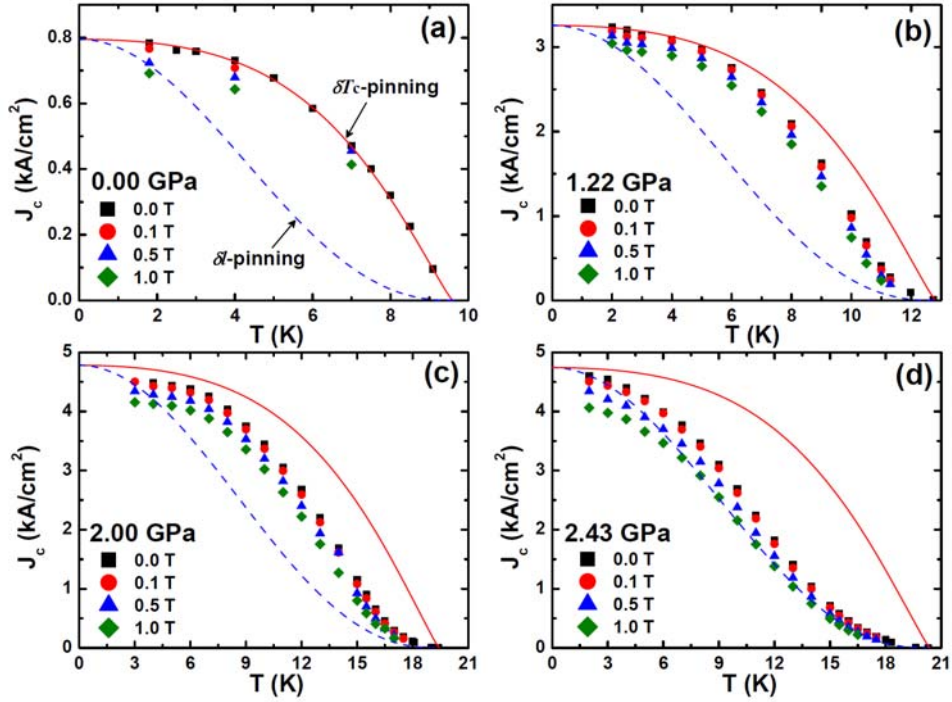 (a)
J_c (kA/cm²)
0.8
0.6
0.4
0.2
0.0
δTc-pinning
δl-pinning
0.00 GPa
0.0 T
0.1 T
0.5 T
1.0 T
0 2 4 6 8 10
T (K)
(b)
J_c (kA/cm²)
3
2
1
0
1.22 GPa
0.0 T
0.1 T
0.5 T
1.0 T
0 2 4 6 8 10 12
T (K)
(c)
J_c (kA/cm²)
5
4
3
2
1
0
2.00 GPa
0.0 T
0.1 T
0.5 T
1.0 T
0 3 6 9 12 15 18 21
T (K)
(d)
J_c (kA/cm²)
5
4
3
2
1
0
2.43 GPa
0.0 T
0.1 T
0.5 T
1.0 T
0 3 6 9 12 15 18 21
T (K)